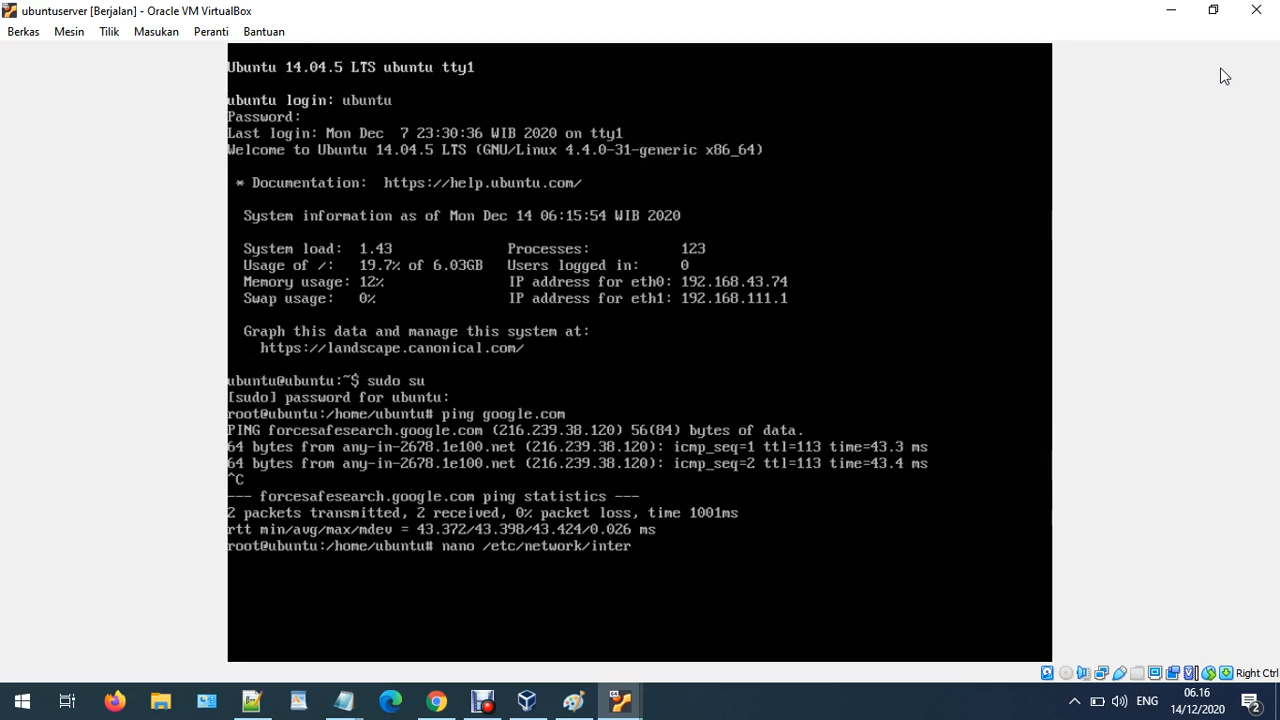 ubuntuserver [Berjalan] - Oracle VM VirtualBox
Berkas Mesin Tilik Masukan Peranti Bantuan
Ubuntu 14.04.5 LTS ubuntu tty1
ubuntu login: ubuntu
Password:
Last login: Mon Dec  7 23:30:36 WIB 2020 on tty1
Welcome to Ubuntu 14.04.5 LTS (GNU/Linux 4.4.0-31-generic x86_64)
* Documentation:  https://help.ubuntu.com/
System information as of Mon Dec 14 06:15:54 WIB 2020
System load:  1.43 Processes: 123
Usage of /:   19.7% of 6.03GB Users logged in: 0
Memory usage: 12% IP address for eth0: 192.168.43.74
Swap usage:   0% IP address for eth1: 192.168.111.1
Graph this data and manage this system at:
https://landscape.canonical.com/
ubuntu@ubuntu:~$ sudo su
[sudo] password for ubuntu:
root@ubuntu:/home/ubuntu# ping google.com
PING forcesafesearch.google.com (216.239.38.120) 56(84) bytes of data.
64 bytes from any-in-2678.1e100.net (216.239.38.120): icmp_seq=1 ttl=113 time=43.3 ms
64 bytes from any-in-2678.1e100.net (216.239.38.120): icmp_seq=2 ttl=113 time=43.4 ms
^C
--- forcesafesearch.google.com ping statistics ---
2 packets transmitted, 2 received, 0% packet loss, time 1001ms
rtt min/avg/max/mdev = 43.372/43.398/43.424/0.026 ms
root@ubuntu:/home/ubuntu# nano /etc/network/inter
Right Ctrl
ENG
06.16
14/12/2020
2